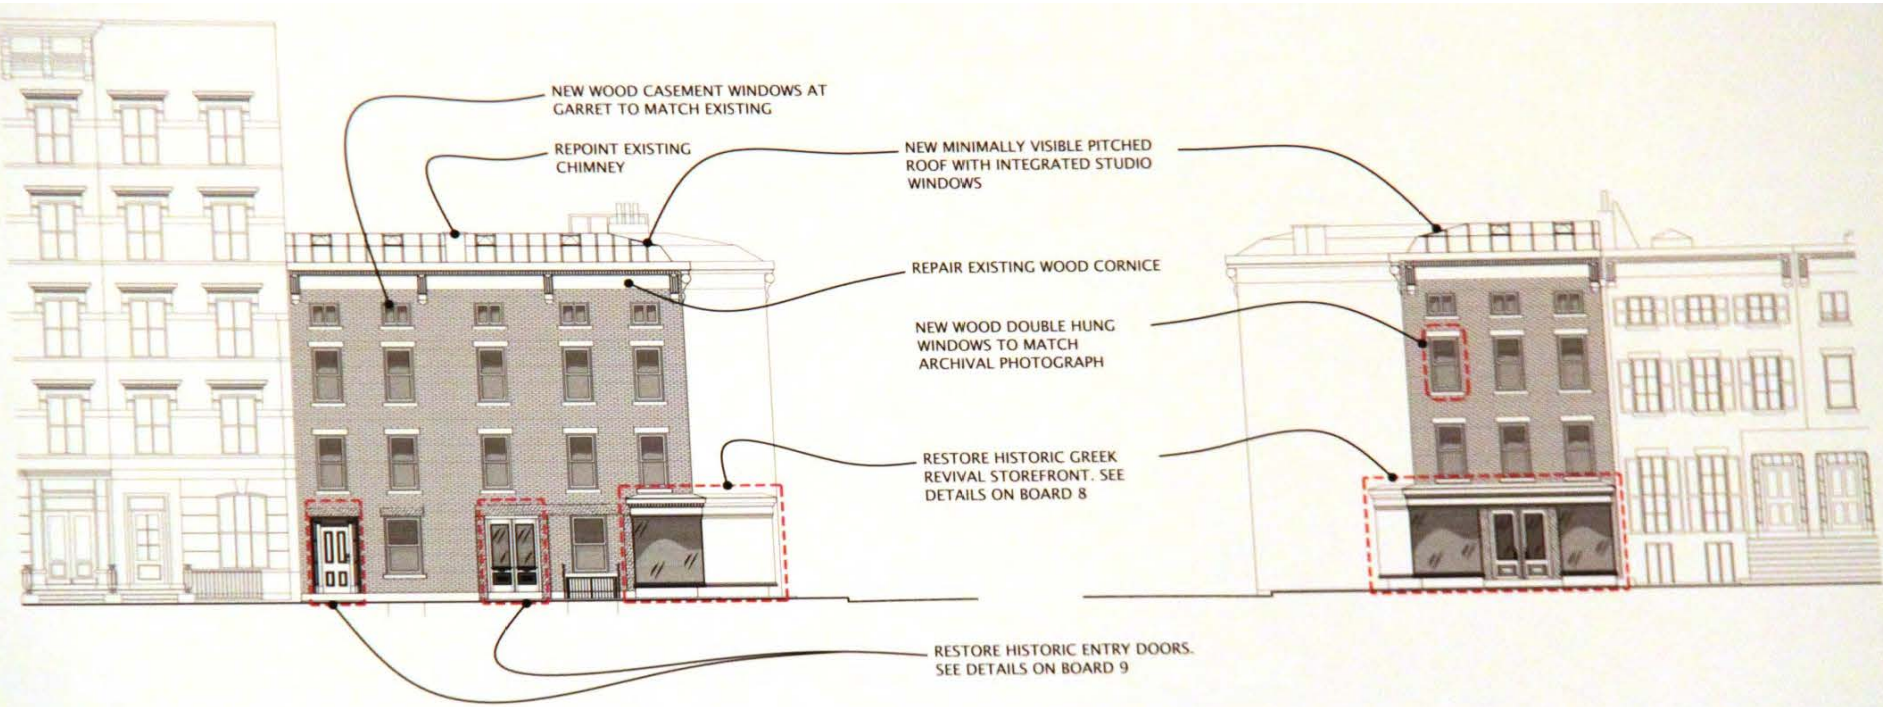 NEW WOOD CASEMENT WINDOWS AT
GARRET TO MATCH EXISTING
REPOINT EXISTING
CHIMNEY
NEW MINIMALLY VISIBLE PITCHED
ROOF WITH INTEGRATED STUDIO
WINDOWS
REPAIR EXISTING WOOD CORNICE
NEW WOOD DOUBLE HUNG
WINDOWS TO MATCH
ARCHIVAL PHOTOGRAPH
RESTORE HISTORIC GREEK
REVIVAL STOREFRONT. SEE
DETAILS ON BOARD 8
RESTORE HISTORIC ENTRY DOORS.
SEE DETAILS ON BOARD 9